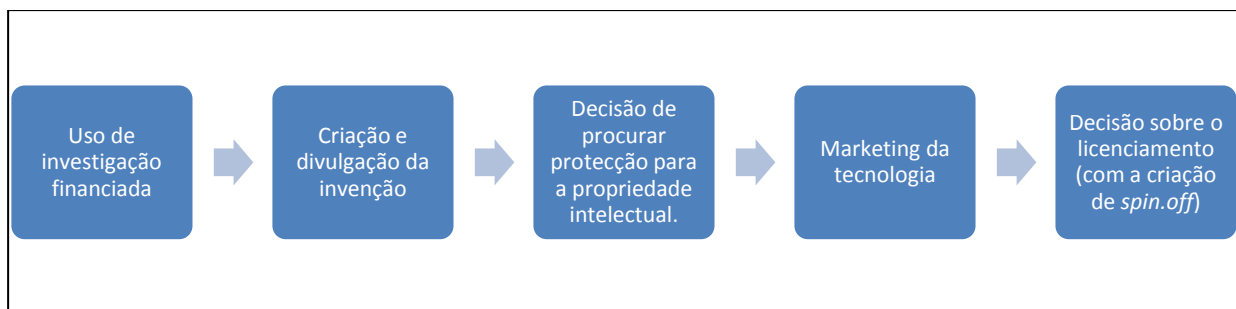 Uso de
investigação
financiada
Criação e
divulgação da
invenção
Decisão de
procurar
protecção para
a propriedade
intelectual.
Marketing da
tecnologia
Decisão sobre o
licenciamento
(com a criação
de spin.off)